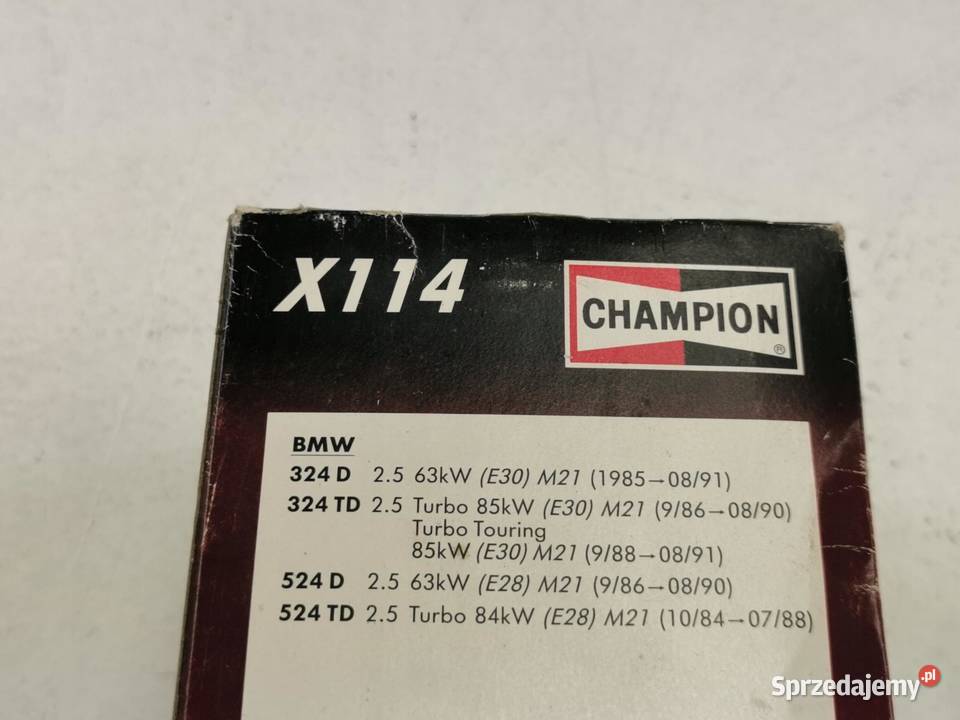 X114
CHAMPION
®
BMW
324 D 2.5 63kW (E30) M21 (1985→08/91)
324 TD 2.5 Turbo 85kW (E30) M21 (9/86→08/90)
Turbo Touring
85kW (E30) M21 (9/88→08/91)
524 D 2.5 63kW (E28) M21 (9/86→08/90)
524 TD 2.5 Turbo 84kW (E28) M21 (10/84→07/88)
Sprzedajemy.pl